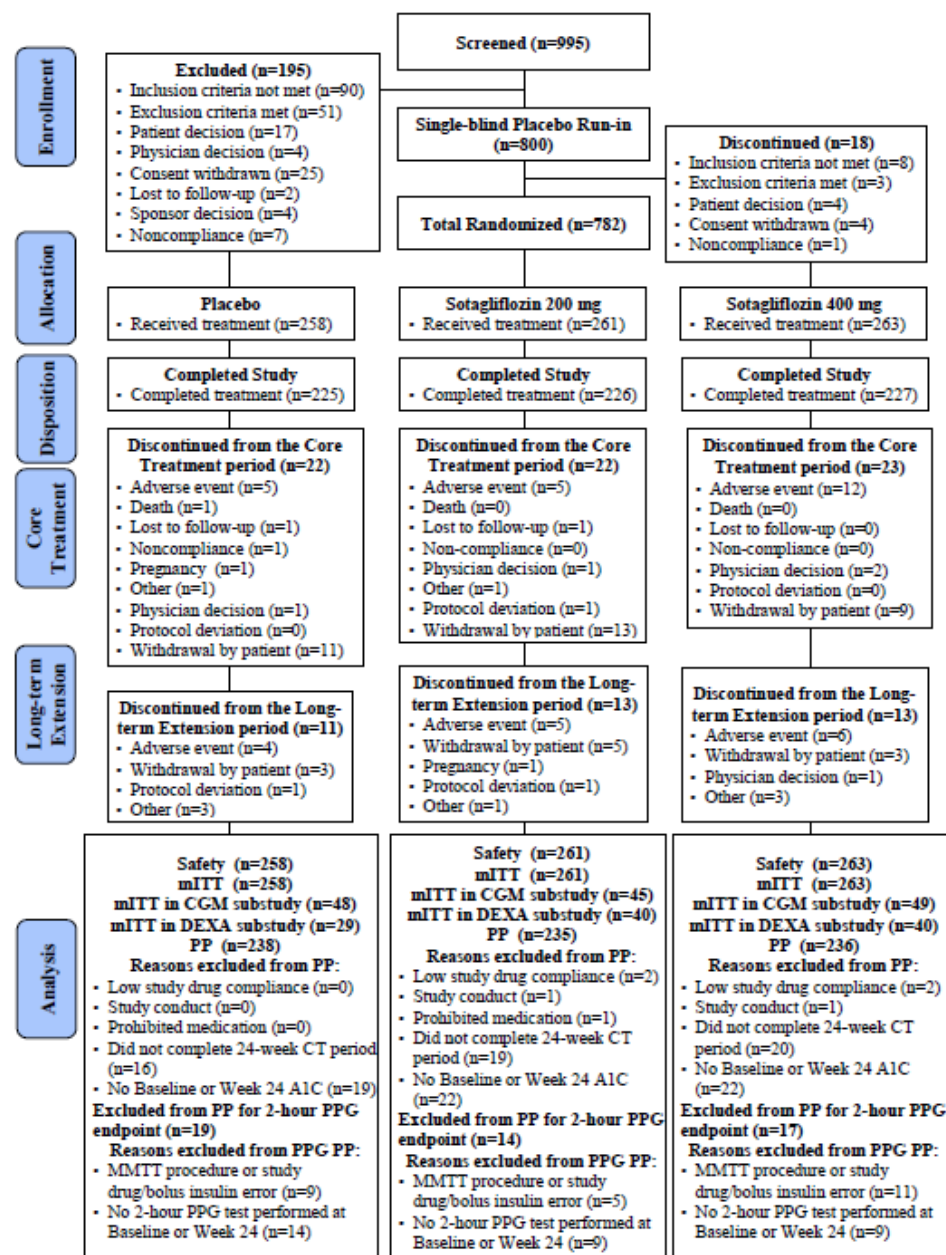 Enrollment
Screened (n=995)
Excluded (n=195)
▪ Inclusion criteria not met (n=90)
▪ Exclusion criteria met (n=51)
▪ Patient decision (n=17)
▪ Physician decision (n=4)
▪ Consent withdrawn (n=25)
▪ Lost to follow-up (n=2)
▪ Sponsor decision (n=4)
▪ Noncompliance (n=7)
Single-blind Placebo Run-in
(n=800)
Discontinued (n=18)
▪ Inclusion criteria not met (n=8)
▪ Exclusion criteria met (n=3)
▪ Patient decision (n=4)
▪ Consent withdrawn (n=4)
▪ Noncompliance (n=1)
Total Randomized (n=782)
Allocation
Placebo
▪ Received treatment (n=258)
Sotagliflozin 200 mg
▪ Received treatment (n=261)
Sotagliflozin 400 mg
▪ Received treatment (n=263)
Disposition
Completed Study
▪ Completed treatment (n=225)
Completed Study
▪ Completed treatment (n=226)
Completed Study
▪ Completed treatment (n=227)
Core
Treatment
Discontinued from the Core
Treatment period (n=22)
▪ Adverse event (n=5)
▪ Death (n=1)
▪ Lost to follow-up (n=1)
▪ Noncompliance (n=1)
▪ Pregnancy (n=1)
▪ Other (n=1)
▪ Physician decision (n=1)
▪ Protocol deviation (n=0)
▪ Withdrawal by patient (n=11)
Discontinued from the Core
Treatment period (n=22)
▪ Adverse event (n=5)
▪ Death (n=0)
▪ Lost to follow-up (n=1)
▪ Non-compliance (n=0)
▪ Physician decision (n=1)
▪ Other (n=1)
▪ Protocol deviation (n=1)
▪ Withdrawal by patient (n=13)
Discontinued from the Core
Treatment period (n=23)
▪ Adverse event (n=12)
▪ Death (n=0)
▪ Lost to follow-up (n=0)
▪ Non-compliance (n=0)
▪ Physician decision (n=2)
▪ Protocol deviation (n=0)
▪ Withdrawal by patient (n=9)
Long-term
Extension
Discontinued from the Long-
term Extension period (n=11)
▪ Adverse event (n=4)
▪ Withdrawal by patient (n=3)
▪ Protocol deviation (n=1)
▪ Other (n=3)
Discontinued from the Long-
term Extension period (n=13)
▪ Adverse event (n=5)
▪ Withdrawal by patient (n=5)
▪ Pregnancy (n=1)
▪ Protocol deviation (n=1)
▪ Other (n=1)
Discontinued from the Long-
term Extension period (n=13)
▪ Adverse event (n=6)
▪ Withdrawal by patient (n=3)
▪ Physician decision (n=1)
▪ Other (n=3)
Analysis
Safety (n=258)
mITT (n=258)
mITT in CGM substudy (n=48)
mITT in DEXA substudy (n=29)
PP (n=238)
Reasons excluded from PP:
▪ Low study drug compliance (n=0)
▪ Study conduct (n=0)
▪ Prohibited medication (n=0)
▪ Did not complete 24-week CT period
(n=16)
▪ No Baseline or Week 24 A1C (n=19)
Excluded from PP for 2-hour PPG
endpoint (n=19)
Reasons excluded from PPG PP:
▪ MMTT procedure or study
drug/bolus insulin error (n=9)
▪ No 2-hour PPG test performed at
Baseline or Week 24 (n=14)
Safety (n=261)
mITT (n=261)
mITT in CGM substudy (n=45)
mITT in DEXA substudy (n=40)
PP (n=235)
Reasons excluded from PP:
▪ Low study drug compliance (n=2)
▪ Study conduct (n=1)
▪ Prohibited medication (n=1)
▪ Did not complete 24-week CT
period (n=19)
▪ No Baseline or Week 24 A1C
(n=22)
Excluded from PP for 2-hour PPG
endpoint (n=14)
Reasons excluded from PPG PP:
▪ MMTT procedure or study
drug/bolus insulin error (n=5)
▪ No 2-hour PPG test performed at
Baseline or Week 24 (n=9)
Safety (n=263)
mITT (n=263)
mITT in CGM substudy (n=49)
mITT in DEXA substudy (n=40)
PP (n=236)
Reasons excluded from PP:
▪ Low study drug compliance (n=2)
▪ Study conduct (n=1)
▪ Did not complete 24-week CT
period (n=20)
▪ No Baseline or Week 24 A1C
(n=22)
Excluded from PP for 2-hour PPG
endpoint (n=17)
Reasons excluded from PPG PP:
▪ MMTT procedure or study
drug/bolus insulin error (n=11)
▪ No 2-hour PPG test performed at
Baseline or Week 24 (n=9)